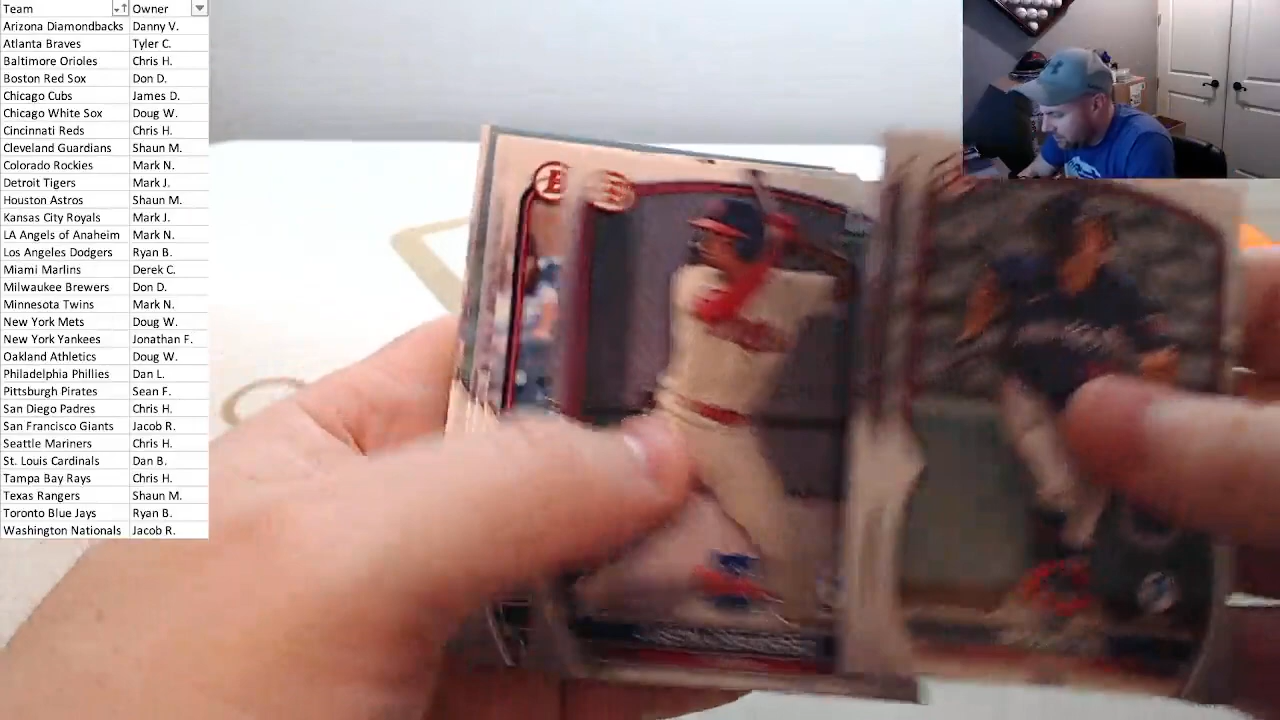 Team Owner
Arizona Diamondbacks Danny V.
Atlanta Braves Tyler C.
Baltimore Orioles Chris H.
Boston Red Sox Don D.
Chicago Cubs James D.
Chicago White Sox Doug W.
Cincinnati Reds Chris H.
Cleveland Guardians Shaun M.
Colorado Rockies Mark N.
Detroit Tigers Mark J.
Houston Astros Shaun M.
Kansas City Royals Mark J.
LA Angels of Anaheim Mark N.
Los Angeles Dodgers Ryan B.
Miami Marlins Derek C.
Milwaukee Brewers Don D.
Minnesota Twins Mark N.
New York Mets Doug W.
New York Yankees Jonathan F.
Oakland Athletics Doug W.
Philadelphia Phillies Dan L.
Pittsburgh Pirates Sean F.
San Diego Padres Chris H.
San Francisco Giants Jacob R.
Seattle Mariners Chris H.
St. Louis Cardinals Dan B.
Tampa Bay Rays Chris H.
Texas Rangers Shaun M.
Toronto Blue Jays Ryan B.
Washington Nationals Jacob R.